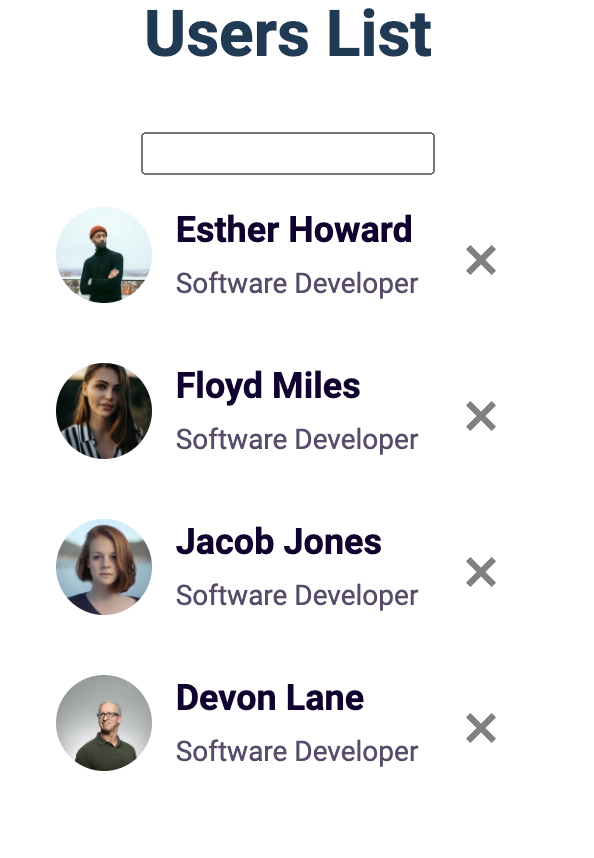 Users List
Esther Howard
Software Developer
Floyd Miles
Software Developer
Jacob Jones
Software Developer
Devon Lane
Software Developer